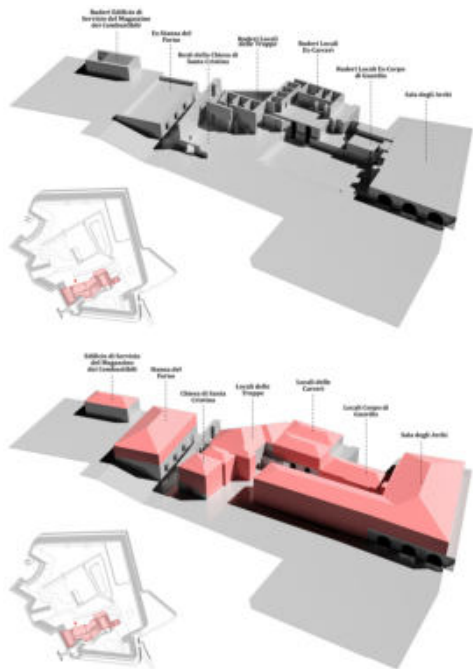 Ruderi Edificio di
Servizio del Magazzino
dei Combustibili
Ex Stanza del
Forno
Resti della Chiesa di
Santa Cristina
Ruderi Locali
delle Truppe
Ruderi Locali
Ex Carceri
Ruderi Locali Ex Corpo
di Guardia
Sala degli Archi
Edificio di Servizio
del Magazzino
dei Combustibili
Stanza del
Forno
Chiesa di Santa
Cristina
Locali delle
Truppe
Locali delle
Carceri
Locali Corpo di
Guardia
Sala degli Archi